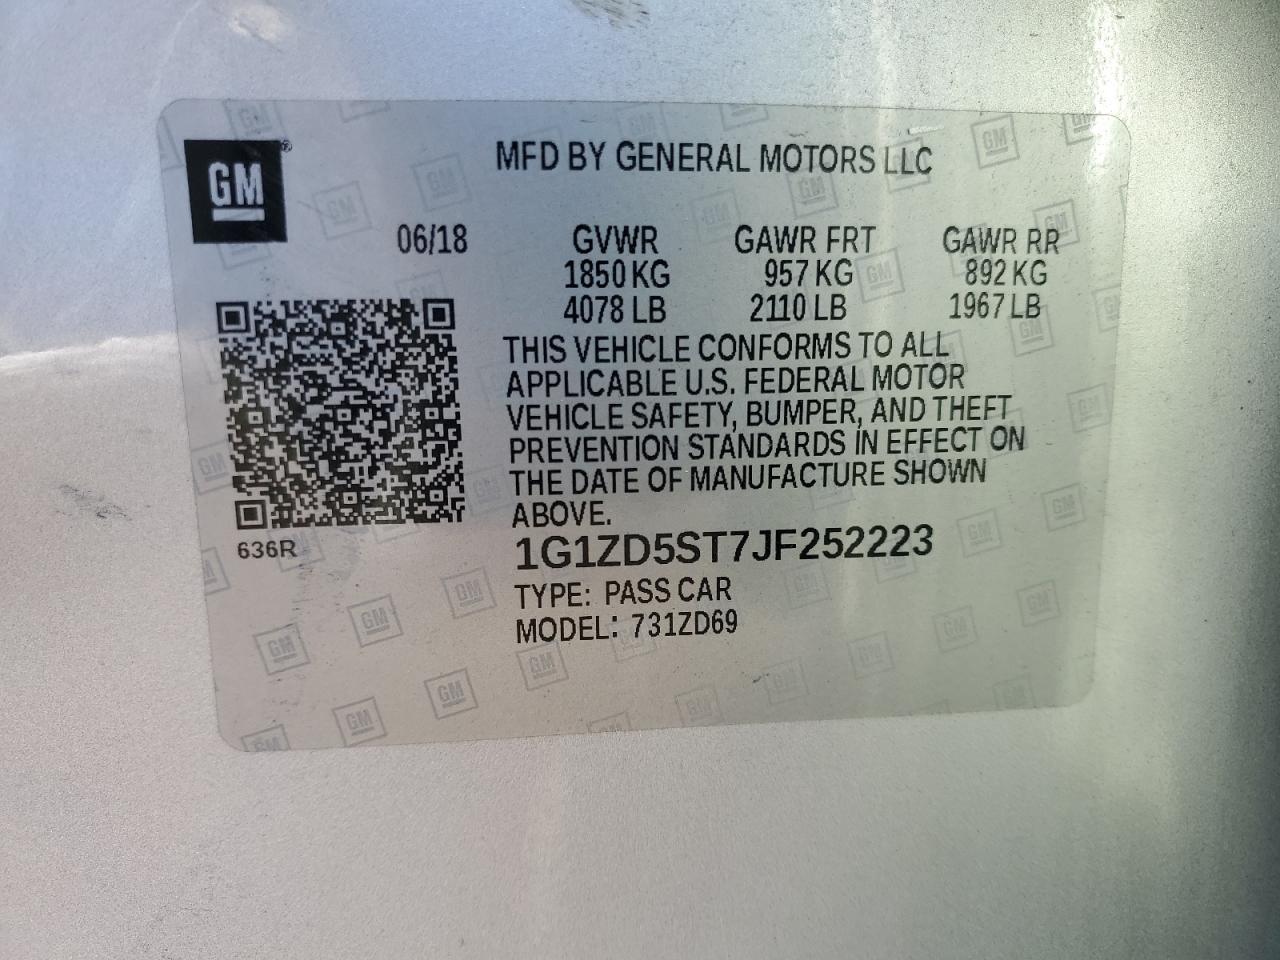 GM®
MFD BY GENERAL MOTORS LLC
06/18 GVWR GAWR FRT GAWR RR
1850 KG 957 KG 892 KG
4078 LB 2110 LB 1967 LB
THIS VEHICLE CONFORMS TO ALL
APPLICABLE U.S. FEDERAL MOTOR
VEHICLE SAFETY, BUMPER, AND THEFT
PREVENTION STANDARDS IN EFFECT ON
THE DATE OF MANUFACTURE SHOWN
ABOVE.
636R
1G1ZD5ST7JF252223
TYPE: PASS CAR
MODEL: 731ZD69